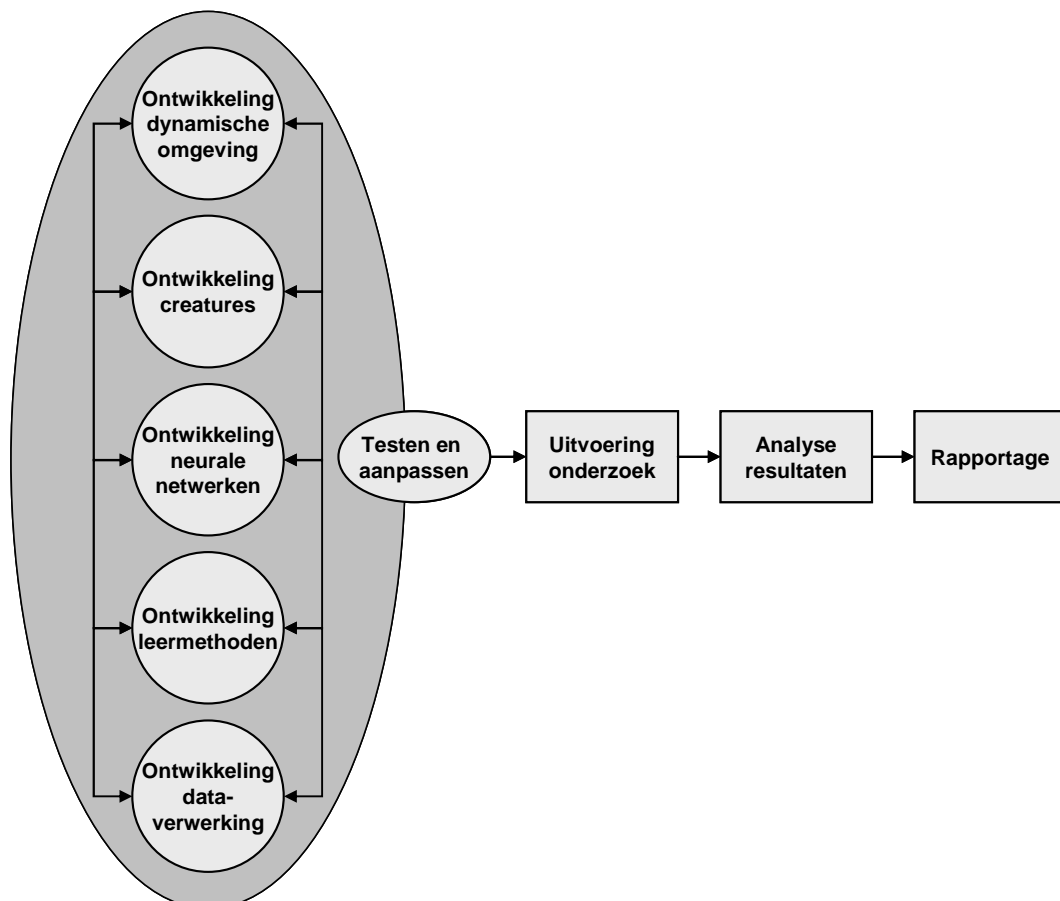 Ontwikkeling
dynamische
omgeving
Ontwikkeling
creatures
Ontwikkeling
neurale
netwerken
Ontwikkeling
leermethoden
Ontwikkeling
data-
verwerking
Testen en
aanpassen
Uitvoering
onderzoek
Analyse
resultaten
Rapportage